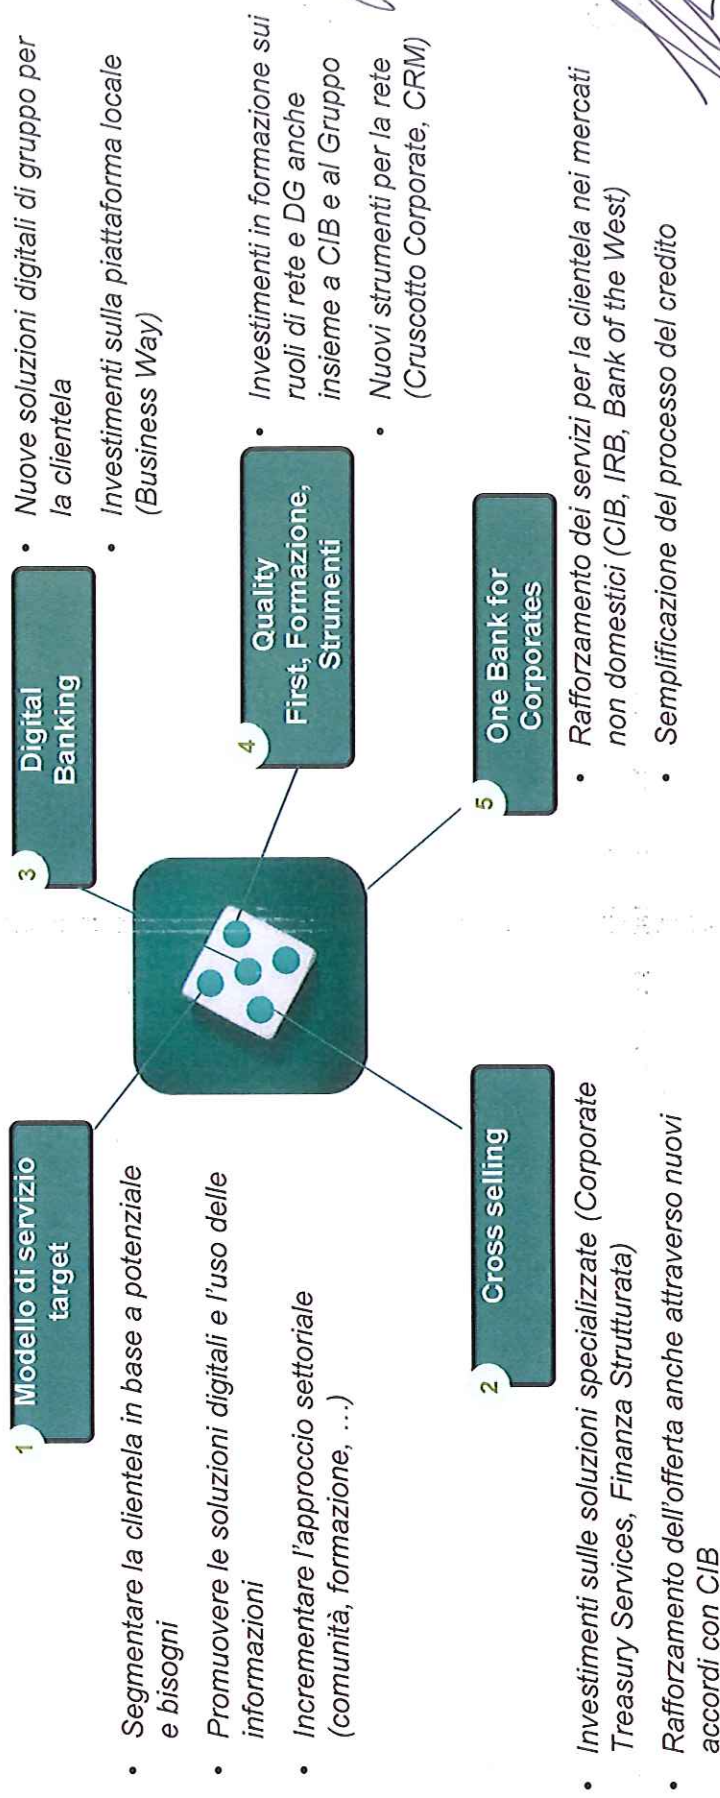 1
Modello di servizio
target
• Segmentare la clientela in base a potenziale
e bisogni
• Promuovere le soluzioni digitali e l'uso delle
informazioni
• Incrementare l'approccio settoriale
(comunità, formazione, ...)
2
Cross selling
• Investimenti sulle soluzioni specializzate (Corporate
Treasury Services, Finanza Strutturata)
• Rafforzamento dell'offerta anche attraverso nuovi
accordi con CIB
3
Digital
Banking
• Nuove soluzioni digitali di gruppo per
la clientela
• Investimenti sulla piattaforma locale
(Business Way)
4
Quality
First, Formazione,
Strumenti
• Investimenti in formazione sui
ruoli di rete e DG anche
insieme a CIB e al Gruppo
• Nuovi strumenti per la rete
(Cruscotto Corporate, CRM)
5
One Bank for
Corporates
• Rafforzamento dei servizi per la clientela nei mercati
non domestici (CIB, IRB, Bank of the West)
• Semplificazione del processo del credito